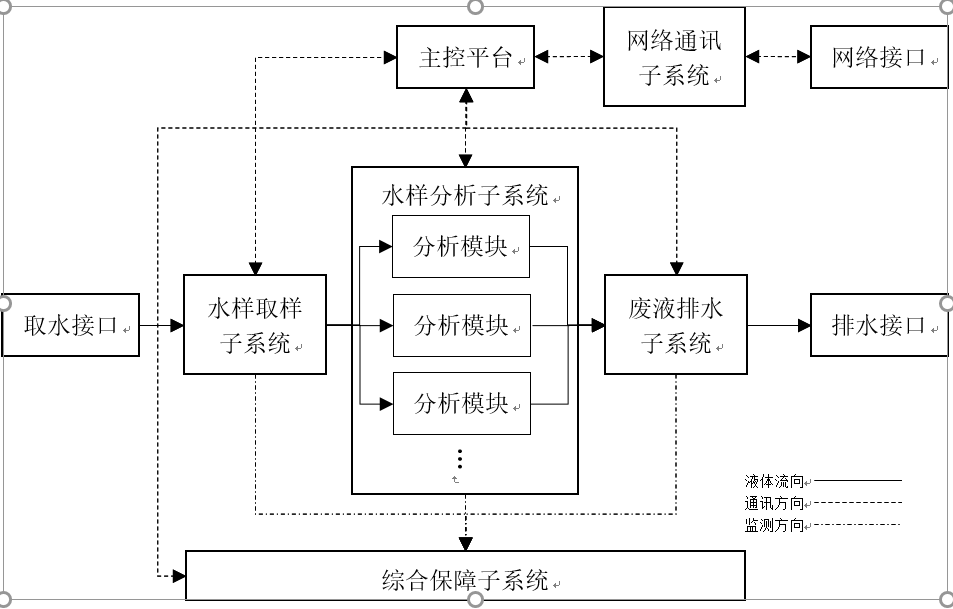 主控平台
网络通讯
子系统
网络接口
水样分析子系统
分析模块
取水接口
水样取样
子系统
分析模块
废液排水
子系统
排水接口
分析模块
液体流向
通讯方向
监测方向
综合保障子系统